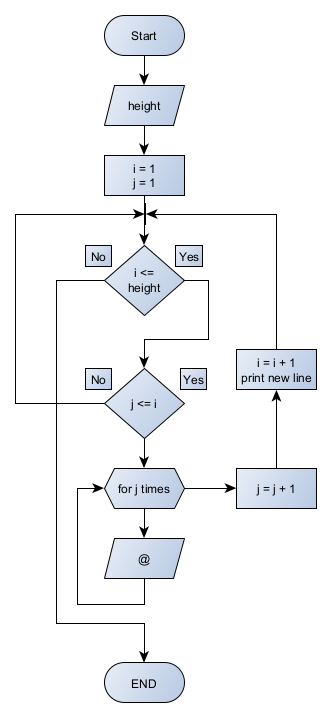 Start
height
i = 1
j = 1
No
Yes
i <=
height
No
Yes
j <= i
i = i + 1
print new line
for j times
j = j + 1
@
END